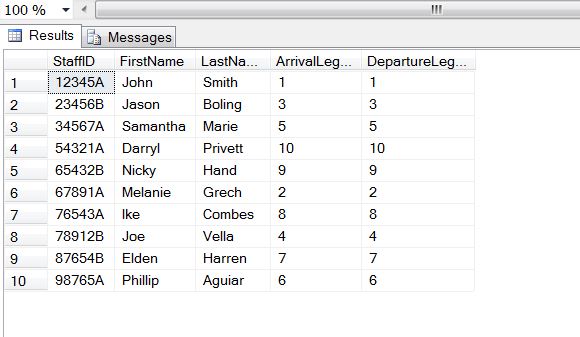 100 %
Results Messages
StaffID FirstName LastNa... ArrivalLeg... DepartureLeg...
1 12345A John Smith 1 1
2 23456B Jason Boling 3 3
3 34567A Samantha Marie 5 5
4 54321A Darryl Privett 10 10
5 65432B Nicky Hand 9 9
6 67891A Melanie Grech 2 2
7 76543A Ike Combes 8 8
8 78912B Joe Vella 4 4
9 87654B Elden Harren 7 7
10 98765A Phillip Aguiar 6 6